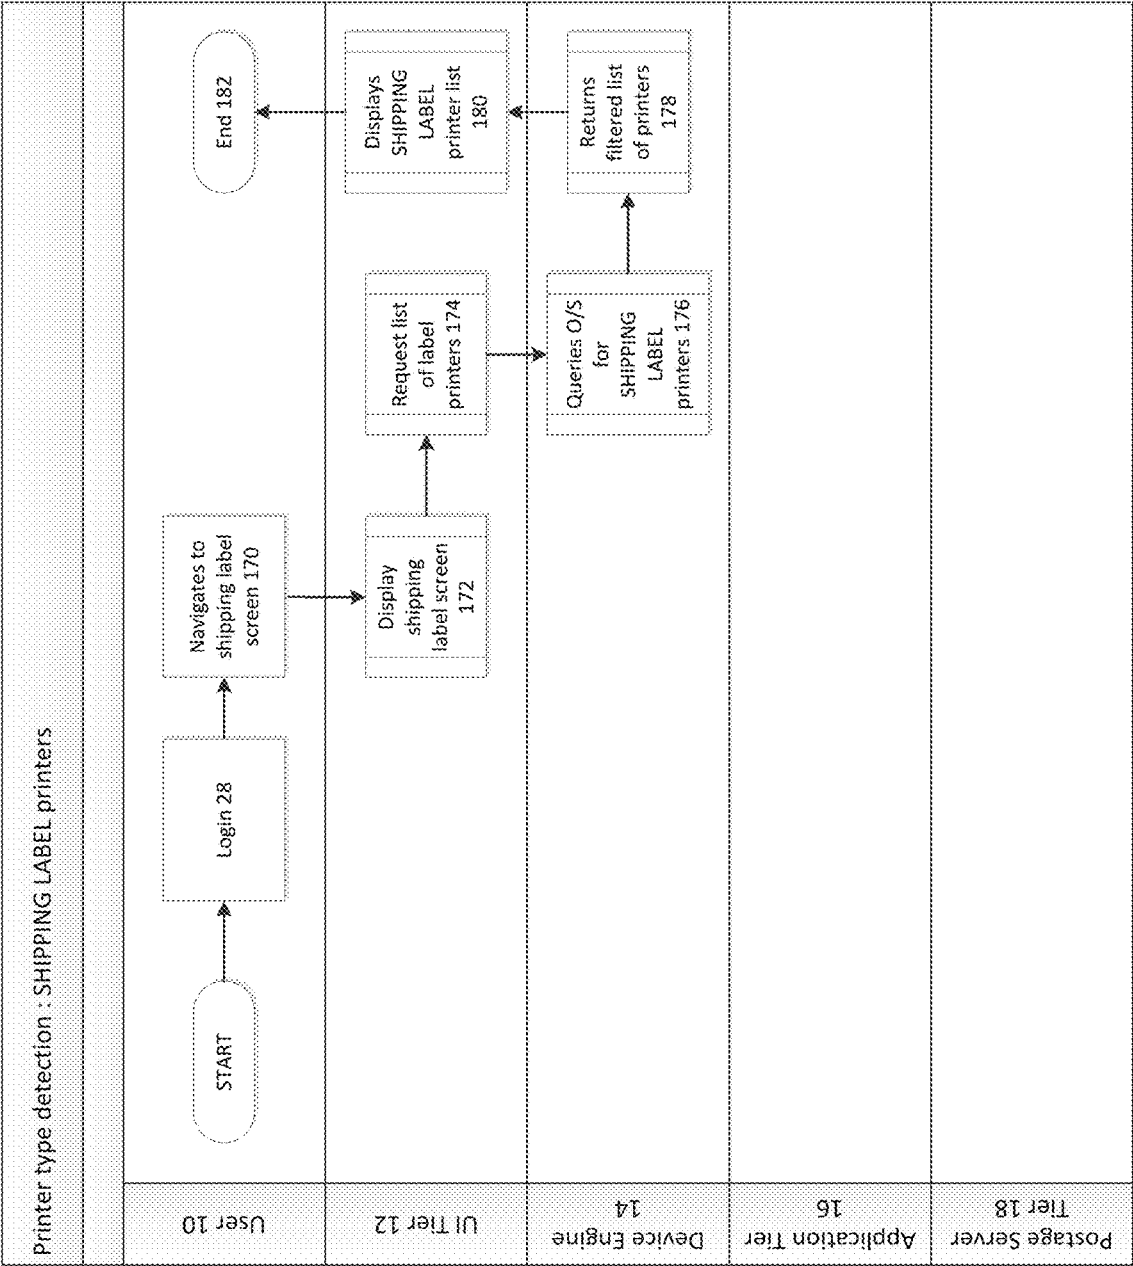 Printer type detection : SHIPPING LABEL printers
User 10
START
Login 28
Navigates to
shipping label
screen 170
End 182
UI Tier 12
Display
shipping
label screen
172
Request list
of label
printers 174
Displays
SHIPPING
LABEL
printer list
180
Device Engine
14
Queries O/S
for
SHIPPING
LABEL
printers 176
Returns
filtered list
of printers
178
Application Tier
16
Postage Server
Tier 18